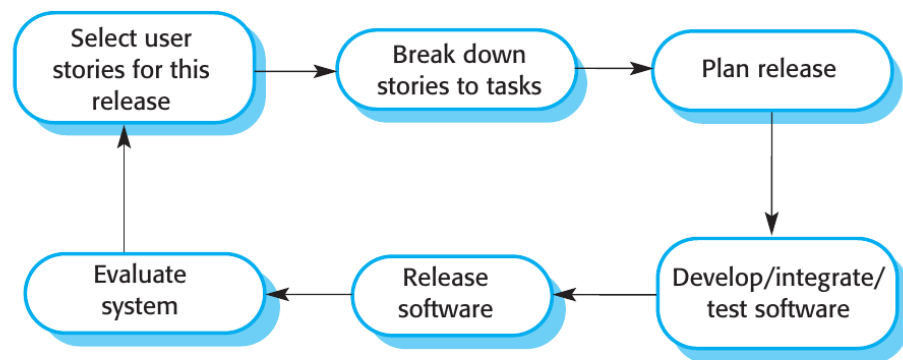 Select user
stories for this
release
Break down
stories to tasks
Plan release
Develop/integrate/
test software
Release
software
Evaluate
system